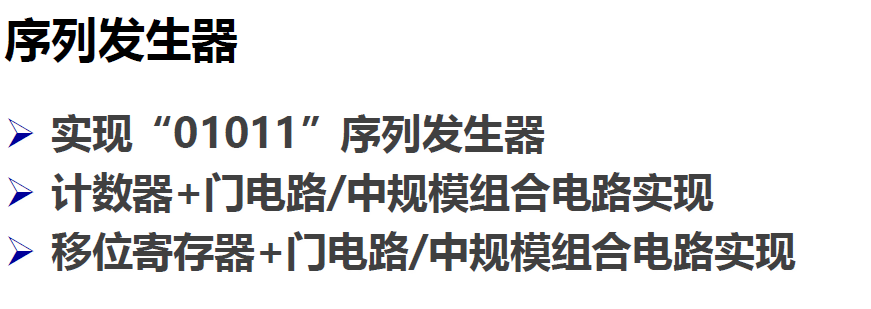 序列发生器
➢ 实现“01011”序列发生器
➢ 计数器+门电路/中规模组合电路实现
➢ 移位寄存器+门电路/中规模组合电路实现